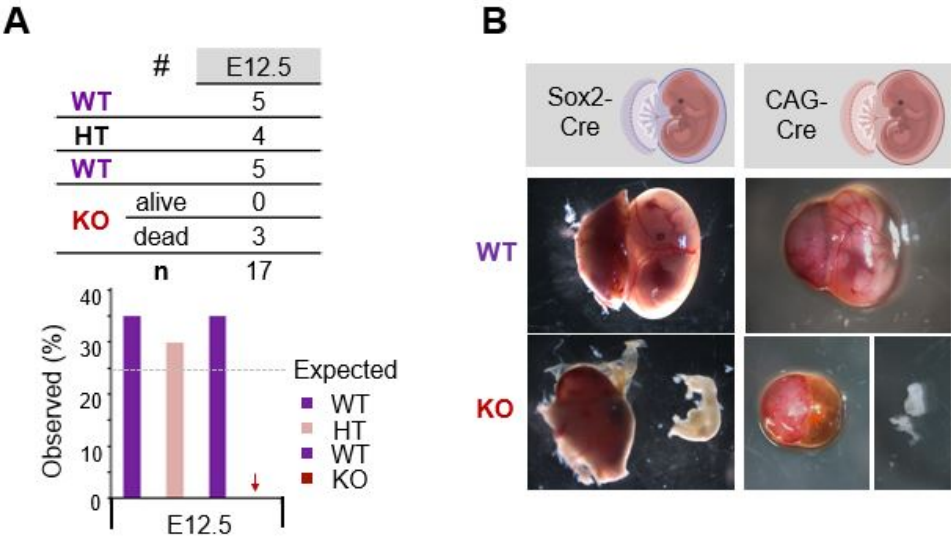 A
# E12.5
WT 5
HT 4
WT 5
KO alive 0
dead 3
n 17
40
30
20
10
0
Observed (%)
Expected
WT
HT
WT
KO
E12.5
B
Sox2-
Cre
CAG-
Cre
WT
KO